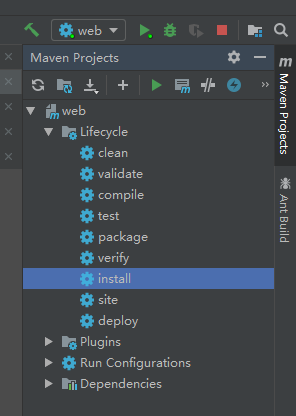 web
Maven Projects
web
Lifecycle
clean
validate
compile
test
package
verify
install
site
deploy
Plugins
Run Configurations
Dependencies
m Maven Projects
Ant Build